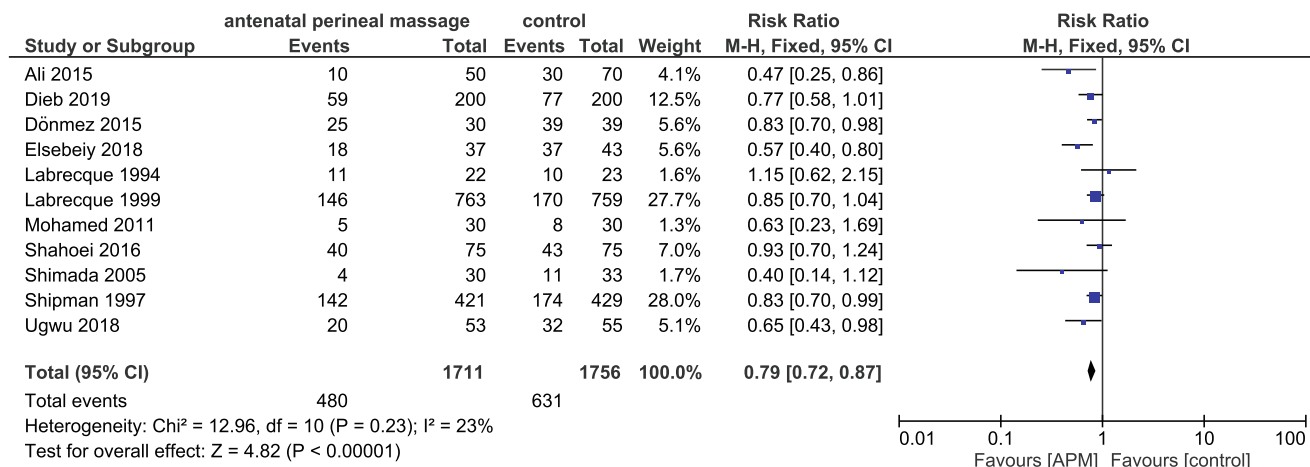 antenatal perineal massage control Risk Ratio Risk Ratio
Study or Subgroup Events Total Events Total Weight M-H, Fixed, 95% CI M-H, Fixed, 95% CI
Ali 2015 10 50 30 70 4.1% 0.47 [0.25, 0.86]
Dieb 2019 59 200 77 200 12.5% 0.77 [0.58, 1.01]
Dönmez 2015 25 30 39 39 5.6% 0.83 [0.70, 0.98]
Elsebeiy 2018 18 37 37 43 5.6% 0.57 [0.40, 0.80]
Labrecque 1994 11 22 10 23 1.6% 1.15 [0.62, 2.15]
Labrecque 1999 146 763 170 759 27.7% 0.85 [0.70, 1.04]
Mohamed 2011 5 30 8 30 1.3% 0.63 [0.23, 1.69]
Shahoei 2016 40 75 43 75 7.0% 0.93 [0.70, 1.24]
Shimada 2005 4 30 11 33 1.7% 0.40 [0.14, 1.12]
Shipman 1997 142 421 174 429 28.0% 0.83 [0.70, 0.99]
Ugwu 2018 20 53 32 55 5.1% 0.65 [0.43, 0.98]
Total (95% CI) 1711 1756 100.0% 0.79 [0.72, 0.87]
Total events 480 631
Heterogeneity: Chi² = 12.96, df = 10 (P = 0.23); I² = 23%
Test for overall effect: Z = 4.82 (P < 0.00001)
0.01 0.1 1 10 100
Favours [APM] Favours [control]